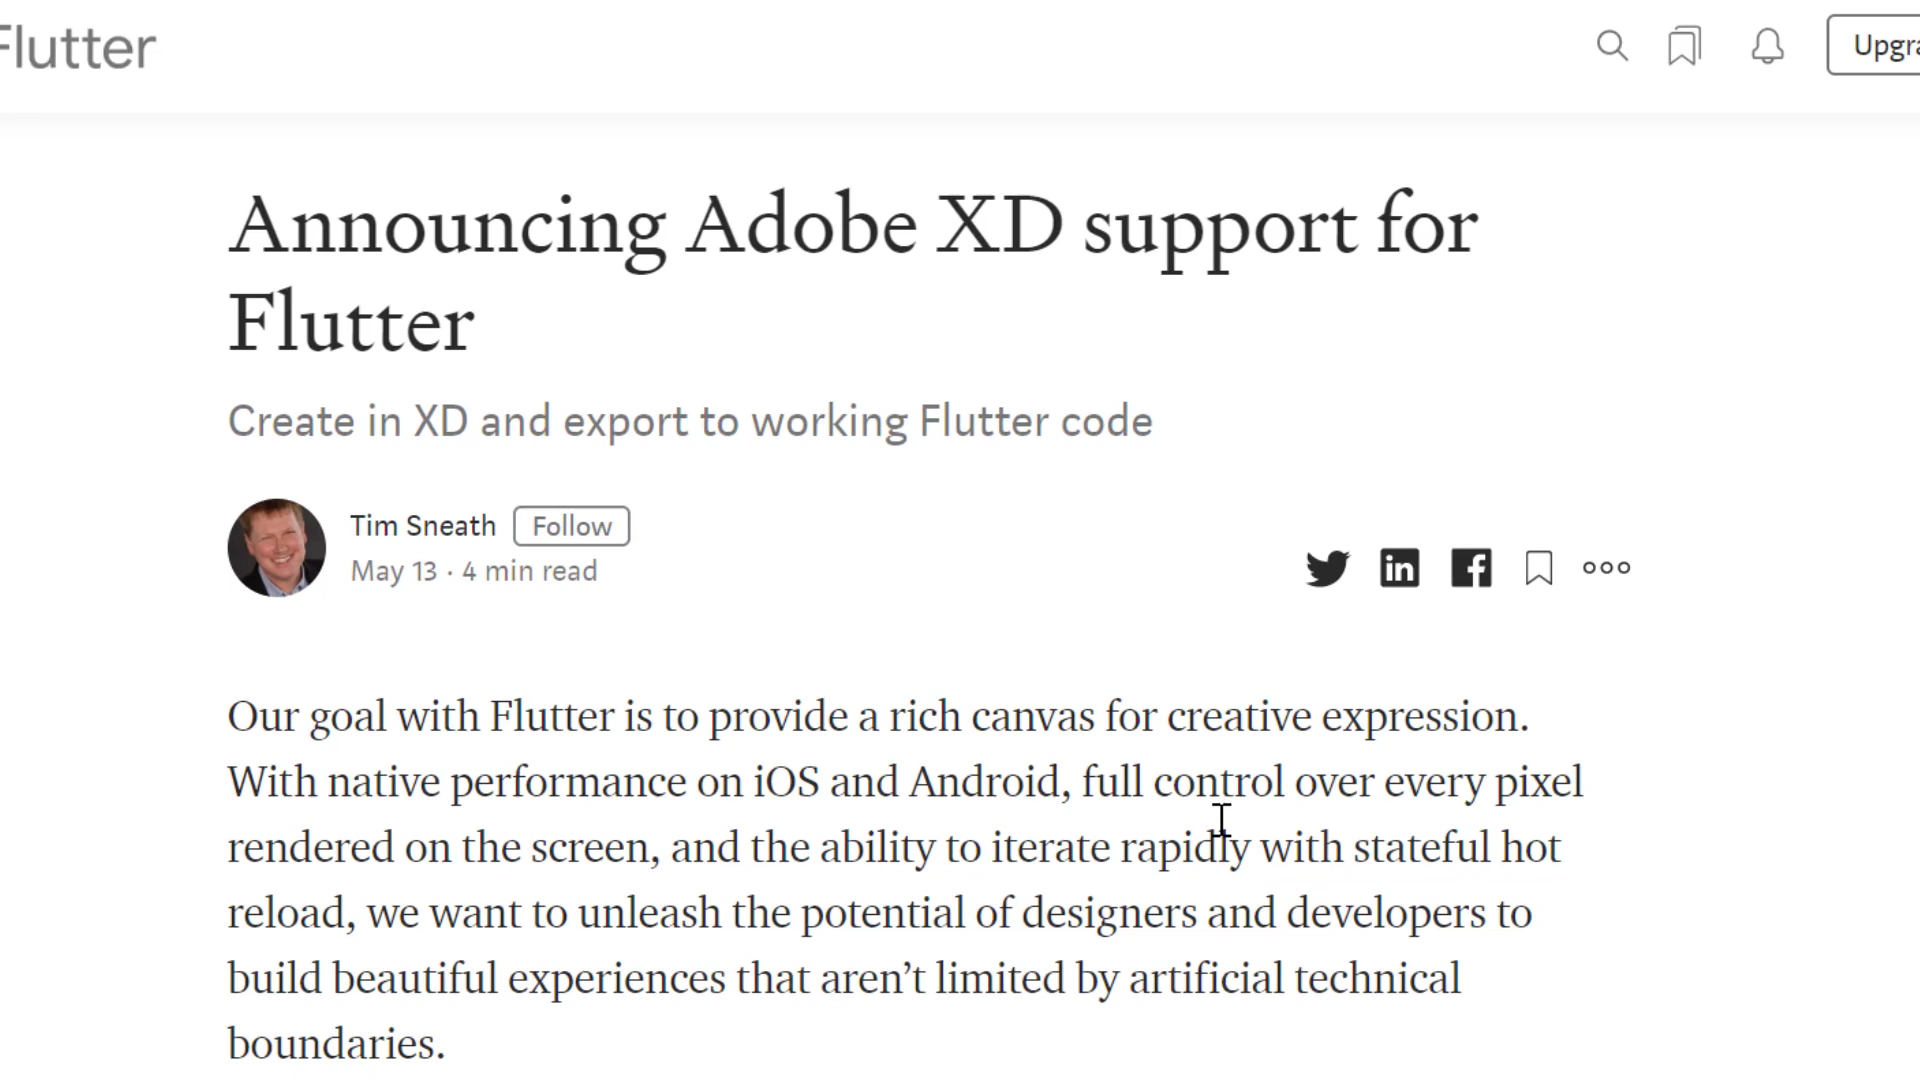 Flutter
Upgra
Announcing Adobe XD support for
Flutter
Create in XD and export to working Flutter code
Tim Sneath Follow
May 13 · 4 min read
Our goal with Flutter is to provide a rich canvas for creative expression.
With native performance on iOS and Android, full control over every pixel
rendered on the screen, and the ability to iterate rapidly with stateful hot
reload, we want to unleash the potential of designers and developers to
build beautiful experiences that aren’t limited by artificial technical
boundaries.